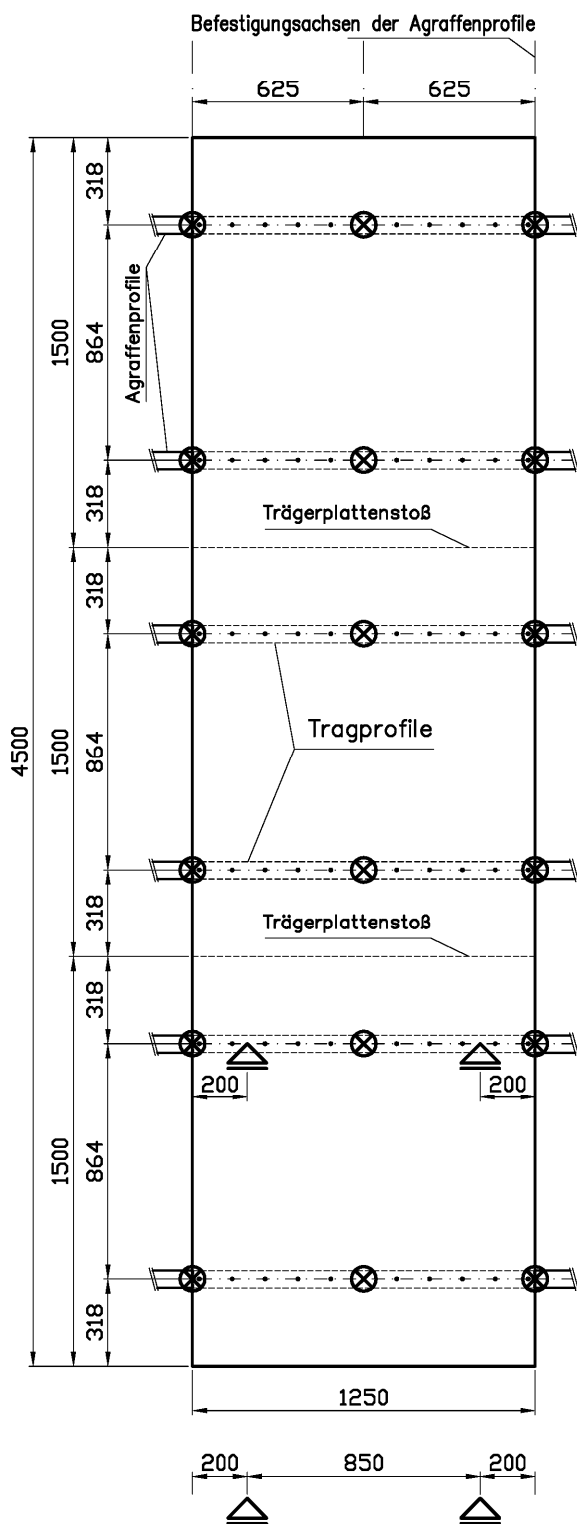 Befestigungsachsen der Agraffenprofile
625 625
318
864
1500
Agraffenprofile
318
Trägerplattenstoß
318
4500
1500
864
Tragprofile
318
Trägerplattenstoß
318
200 200
1500
864
318
1250
200 850 200